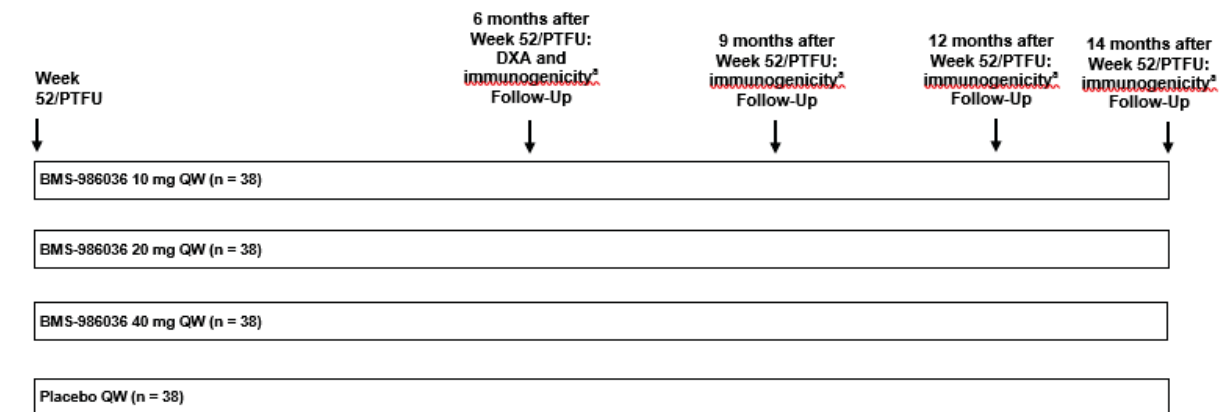 Week
52/PTFU
6 months after
Week 52/PTFU:
DXA and
immunogenicityª
Follow-Up
9 months after
Week 52/PTFU:
immunogenicityª
Follow-Up
12 months after
Week 52/PTFU:
immunogenicityª
Follow-Up
14 months after
Week 52/PTFU:
immunogenicityª
Follow-Up
BMS-986036 10 mg QW (n = 38)
BMS-986036 20 mg QW (n = 38)
BMS-986036 40 mg QW (n = 38)
Placebo QW (n = 38)